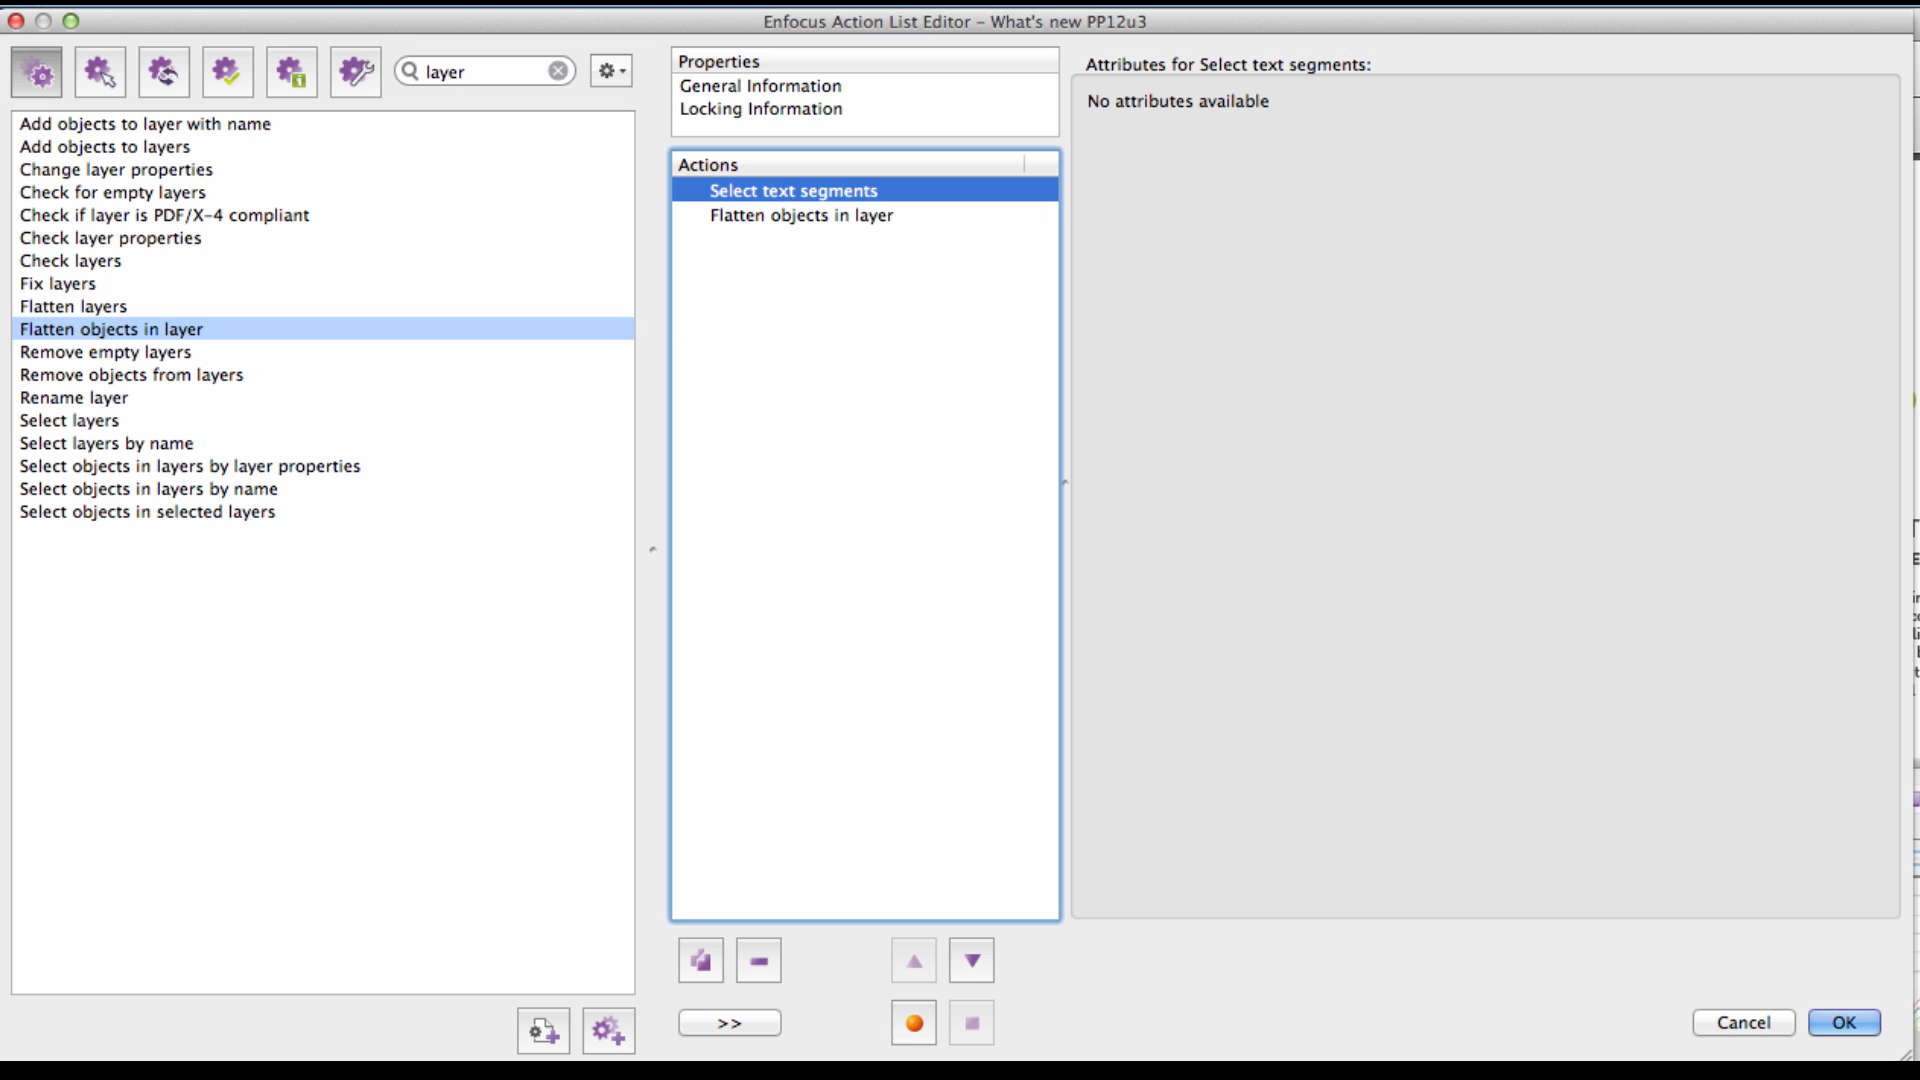 Enfocus Action List Editor – What's new PP12u3
layer
Add objects to layer with name
Add objects to layers
Change layer properties
Check for empty layers
Check if layer is PDF/X-4 compliant
Check layer properties
Check layers
Fix layers
Flatten layers
Flatten objects in layer
Remove empty layers
Remove objects from layers
Rename layer
Select layers
Select layers by name
Select objects in layers by layer properties
Select objects in layers by name
Select objects in selected layers
Properties
General Information
Locking Information
Actions
Select text segments
Flatten objects in layer
>>
Attributes for Select text segments:
No attributes available
Cancel
OK